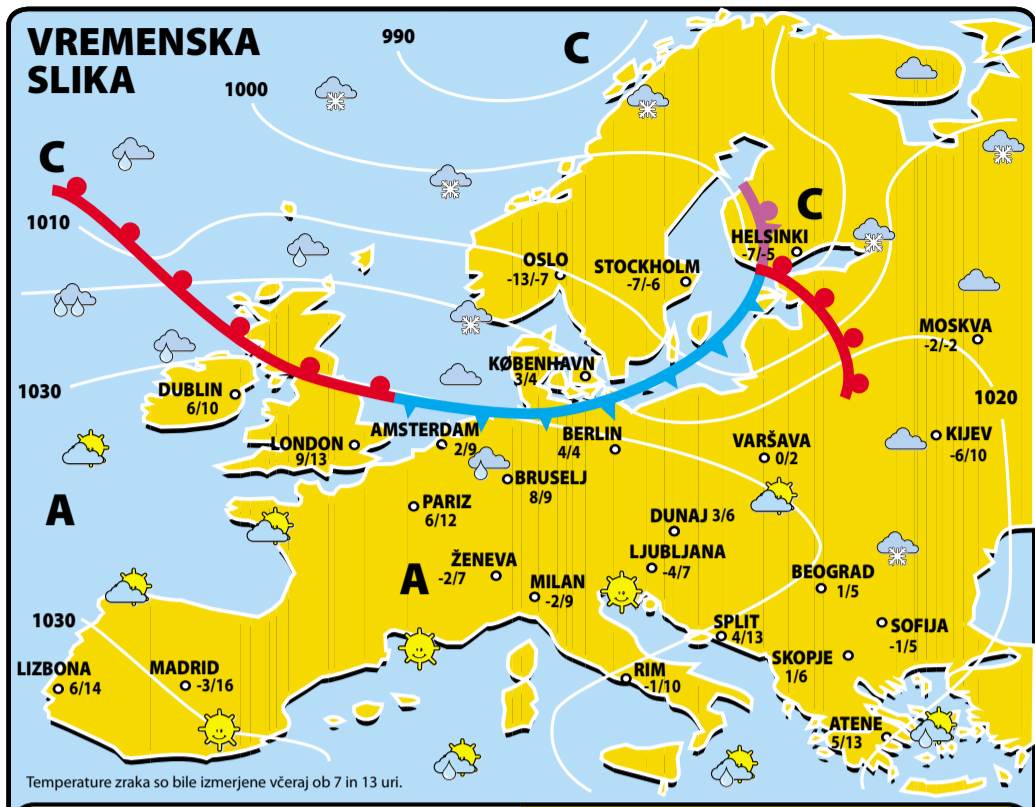 VREMENSKA
SLIKA
990
C
1000
C
1010
C
HELSINKI
-7/-5
OSLO
-13/-7
STOCKHOLM
-7/-6
MOSKVA
-2/-2
KØBENHAVN
3/4
1030
DUBLIN
6/10
1020
AMSTERDAM
2/9
LONDON
9/13
BERLIN
4/4
VARŠAVA
0/2
KIJEV
-6/10
BRUSELJ
8/9
A
PARIZ
6/12
DUNAJ 3/6
LJUBLJANA
-4/7
ŽENEVA
-2/7
A
MILAN
-2/9
BEOGRAD
1/5
1030
SPLIT
4/13
SOFIJA
-1/5
LIZBONA
6/14
MADRID
-3/16
RIM
-1/10
SKOPJE
1/6
ATENE
5/13
Temperature zraka so bile izmerjene včeraj ob 7 in 13 uri.